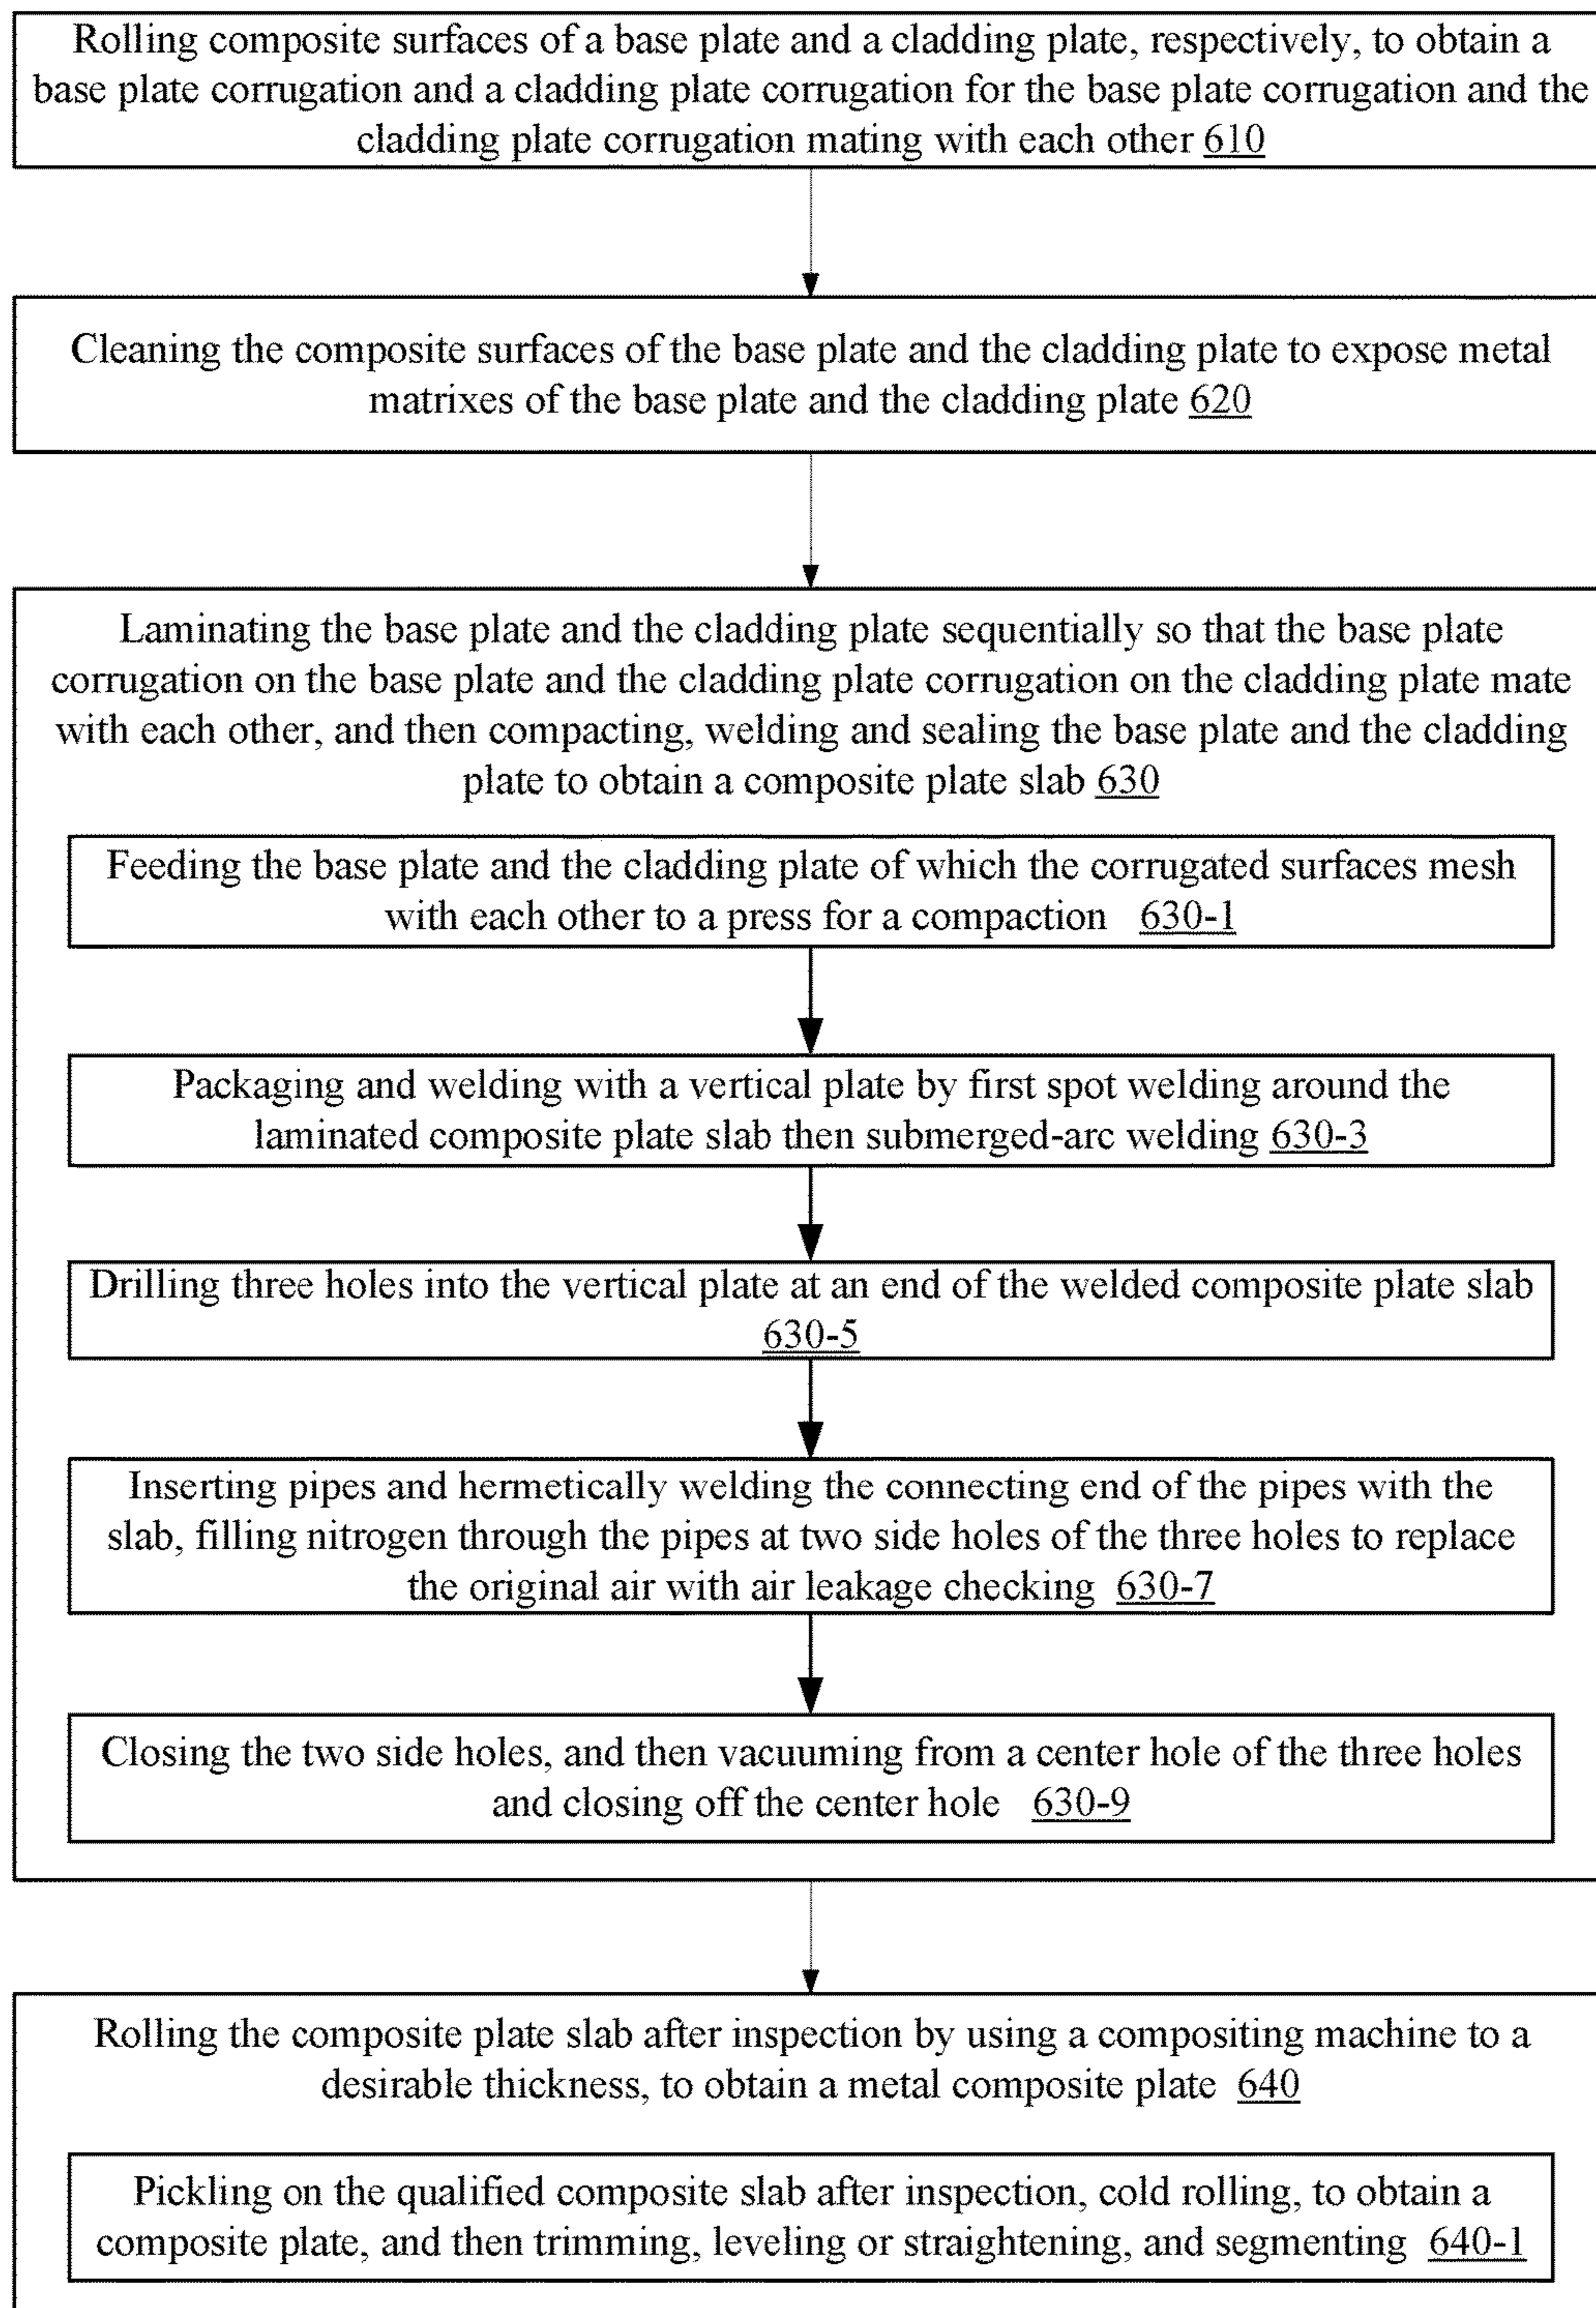 Rolling composite surfaces of a base plate and a cladding plate, respectively, to obtain a
base plate corrugation and a cladding plate corrugation for the base plate corrugation and the
cladding plate corrugation mating with each other 610
Cleaning the composite surfaces of the base plate and the cladding plate to expose metal
matrixes of the base plate and the cladding plate 620
Laminating the base plate and the cladding plate sequentially so that the base plate
corrugation on the base plate and the cladding plate corrugation on the cladding plate mate
with each other, and then compacting, welding and sealing the base plate and the cladding
plate to obtain a composite plate slab 630
Feeding the base plate and the cladding plate of which the corrugated surfaces mesh
with each other to a press for a compaction 630-1
Packaging and welding with a vertical plate by first spot welding around the
laminated composite plate slab then submerged-arc welding 630-3
Drilling three holes into the vertical plate at an end of the welded composite plate slab
630-5
Inserting pipes and hermetically welding the connecting end of the pipes with the
slab, filling nitrogen through the pipes at two side holes of the three holes to replace
the original air with air leakage checking 630-7
Closing the two side holes, and then vacuuming from a center hole of the three holes
and closing off the center hole 630-9
Rolling the composite plate slab after inspection by using a compositing machine to a
desirable thickness, to obtain a metal composite plate 640
Pickling on the qualified composite slab after inspection, cold rolling, to obtain a
composite plate, and then trimming, leveling or straightening, and segmenting 640-1